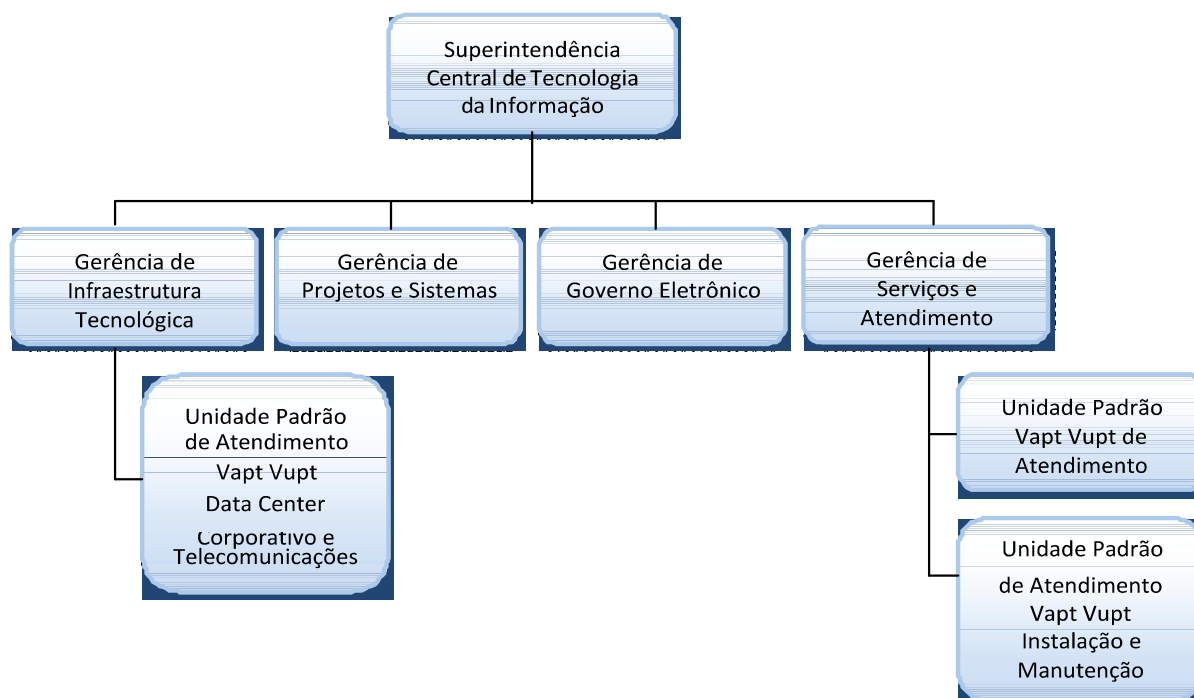 Superintendência
Central de Tecnologia
da Informação
Gerência de
Infraestrutura
Tecnológica
Gerência de
Projetos e Sistemas
Gerência de
Governo Eletrônico
Gerência de
Serviços e
Atendimento
Unidade Padrão
de Atendimento
Vapt Vupt
Data Center
Corporativo e
Telecomunicações
Unidade Padrão
Vapt Vupt de
Atendimento
Unidade Padrão
de Atendimento
Vapt Vupt
Instalação e
Manutenção